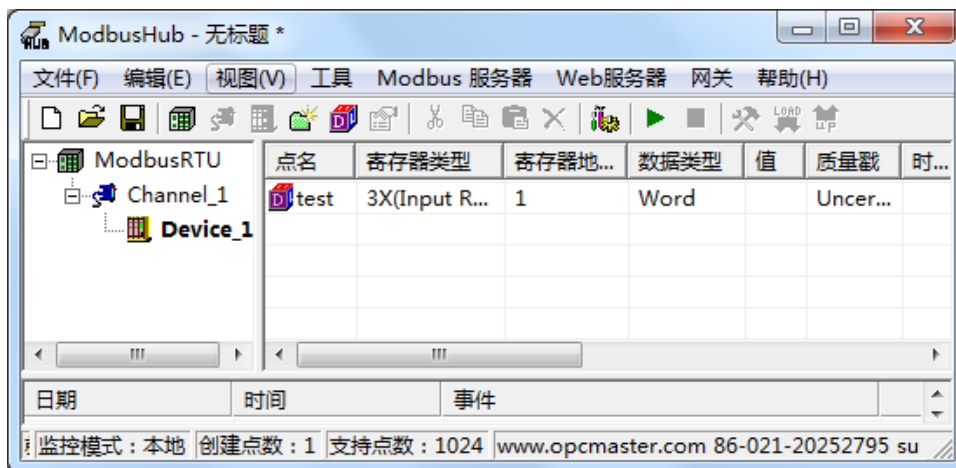 ModbusHub - 无标题 *
文件(F) 编辑(E) 视图(V) 工具 Modbus 服务器 Web服务器 网关 帮助(H)
ModbusRTU
Channel_1
Device_1
点名 寄存器类型 寄存器地... 数据类型 值 质量戳 时...
test 3X(Input R... 1 Word Uncer...
日期 时间 事件
监控模式：本地 创建点数：1 支持点数：1024 www.opcmaster.com 86-021-20252795 su